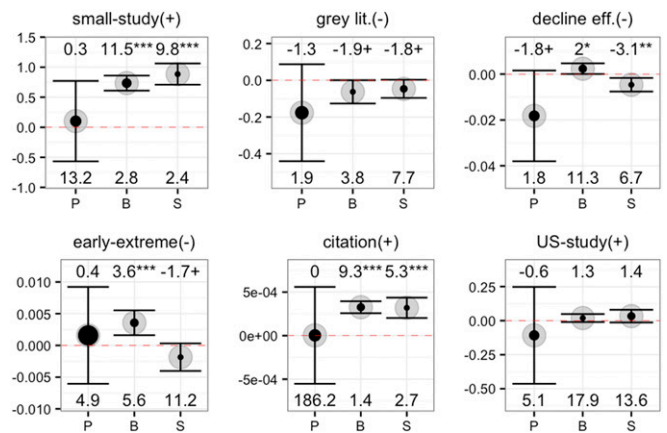 small-study(+)
1.5
1.0
0.5
0.0
-0.5
-1.0
0.3 11.5*** 9.8***
13.2 2.8 2.4
P B S
grey lit.(-)
0.2
0.0
-0.2
-0.4
-1.3 -1.9+ -1.8+
1.9 3.8 7.7
P B S
decline eff.(-)
0.00
-0.02
-0.04
-1.8+ 2* -3.1**
1.8 11.3 6.7
P B S
early-extreme(-)
0.010
0.005
0.000
-0.005
-0.010
0.4 3.6*** -1.7+
4.9 5.6 11.2
P B S
citation(+)
5e-04
0e+00
-5e-04
0 9.3*** 5.3***
186.2 1.4 2.7
P B S
US-study(+)
0.25
0.00
-0.25
-0.50
-0.6 1.3 1.4
5.1 17.9 13.6
P B S